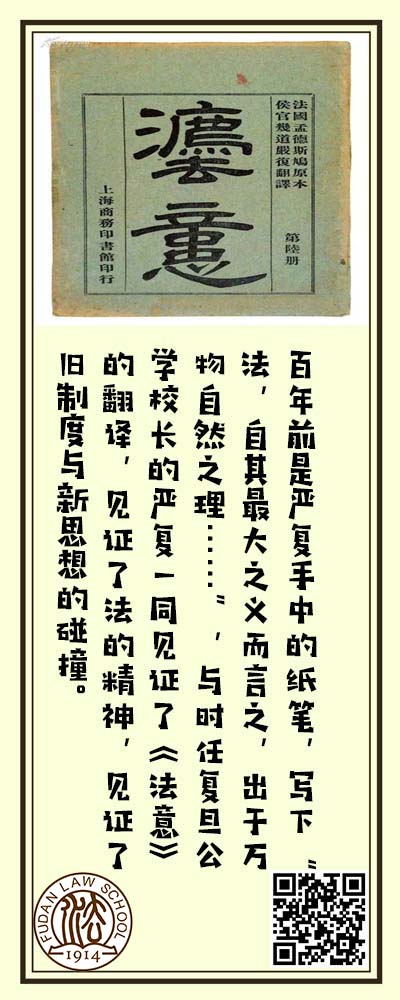 法國孟德斯鳩原本
侯官幾道嚴復翻譯
第陸册
灋意
上海商務印書館印行
百年前是严复手中的纸笔，写下“
法，自其最大之义而言之，出于万
物自然之理……”，与时任复旦公
学校长的严复一同见证了《法意》
的翻译，见证了法的精神，见证了
旧制度与新思想的碰撞。
FUDAN LAW SCHOOL
1914